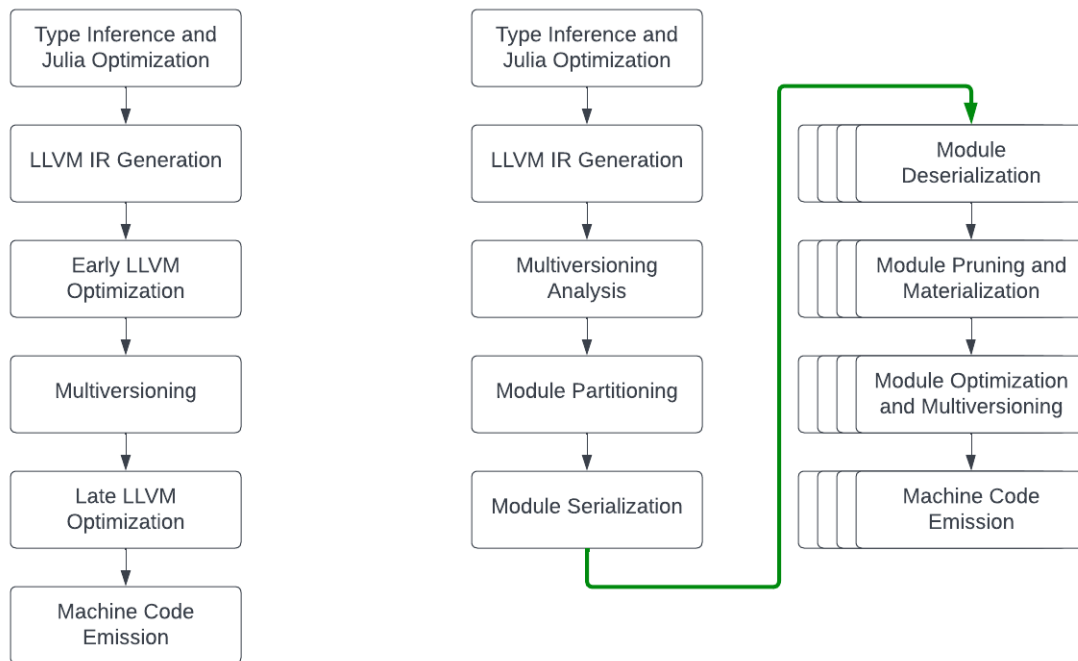 Type Inference and
Julia Optimization
LLVM IR Generation
Early LLVM
Optimization
Multiversioning
Late LLVM
Optimization
Machine Code
Emission
Type Inference and
Julia Optimization
LLVM IR Generation
Multiversioning
Analysis
Module Partitioning
Module Serialization
Module
Deserialization
Module Pruning and
Materialization
Module Optimization
and Multiversioning
Machine Code
Emission